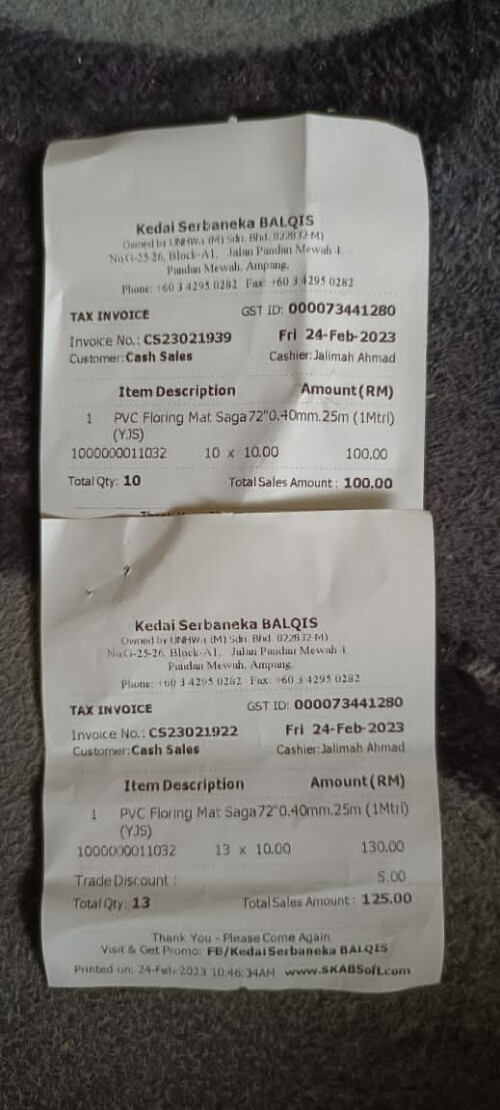 Kedai Serbaneka BALQIS
Owned by UNHWA (M) Sdn. Bhd. 822832-M)
No.G-25-26, Block-A1, Jalan Pandan Mewah 4,
Pandan Mewah, Ampang,
Phone: +60 3 4295 0282 Fax: +60 3 4295 0282
TAX INVOICE GST ID: 000073441280
Invoice No.: CS23021939 Fri 24-Feb-2023
Customer: Cash Sales Cashier: Jalimah Ahmad
Item Description Amount (RM)
1 PVC Floring Mat Saga 72"0.40mm.25m (1Mtrl)
(YJS)
1000000011032 10 x 10.00 100.00
Total Qty: 10 Total Sales Amount : 100.00
Kedai Serbaneka BALQIS
Owned by UNHWA (M) Sdn. Bhd. 822832-M)
No.G-25-26, Block-A1, Jalan Pandan Mewah 4,
Pandan Mewah, Ampang,
Phone: +60 3 4295 0282 Fax: +60 3 4295 0282
TAX INVOICE GST ID: 000073441280
Invoice No.: CS23021922 Fri 24-Feb-2023
Customer: Cash Sales Cashier: Jalimah Ahmad
Item Description Amount (RM)
1 PVC Floring Mat Saga 72"0.40mm.25m (1Mtrl)
(YJS)
1000000011032 13 x 10.00 130.00
Trade Discount : 5.00
Total Qty: 13 Total Sales Amount : 125.00
Thank You - Please Come Again
Visit & Get Promo: FB/Kedai Serbaneka BALQIS
Printed on: 24-Feb-2023 10:46:34AM www.SKABSoft.com